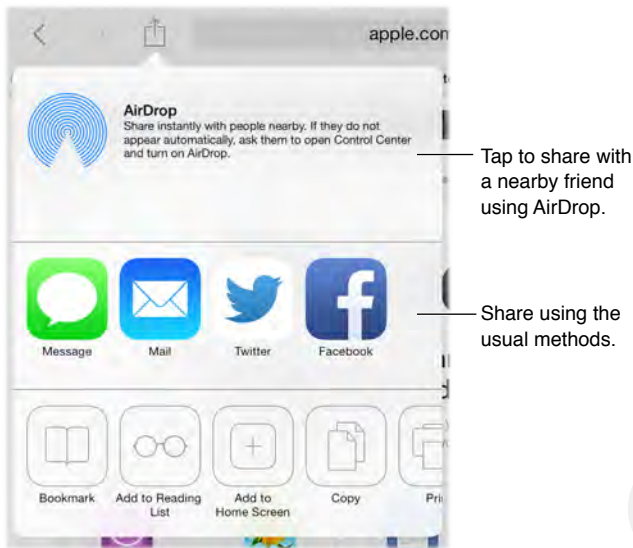 apple.com
AirDrop
Share instantly with people nearby. If they do not
appear automatically, ask them to open Control Center
and turn on AirDrop.
Tap to share with
a nearby friend
using AirDrop.
Message
Mail
Twitter
Facebook
Share using the
usual methods.
Bookmark
Add to Reading
List
Add to
Home Screen
Copy
Pri